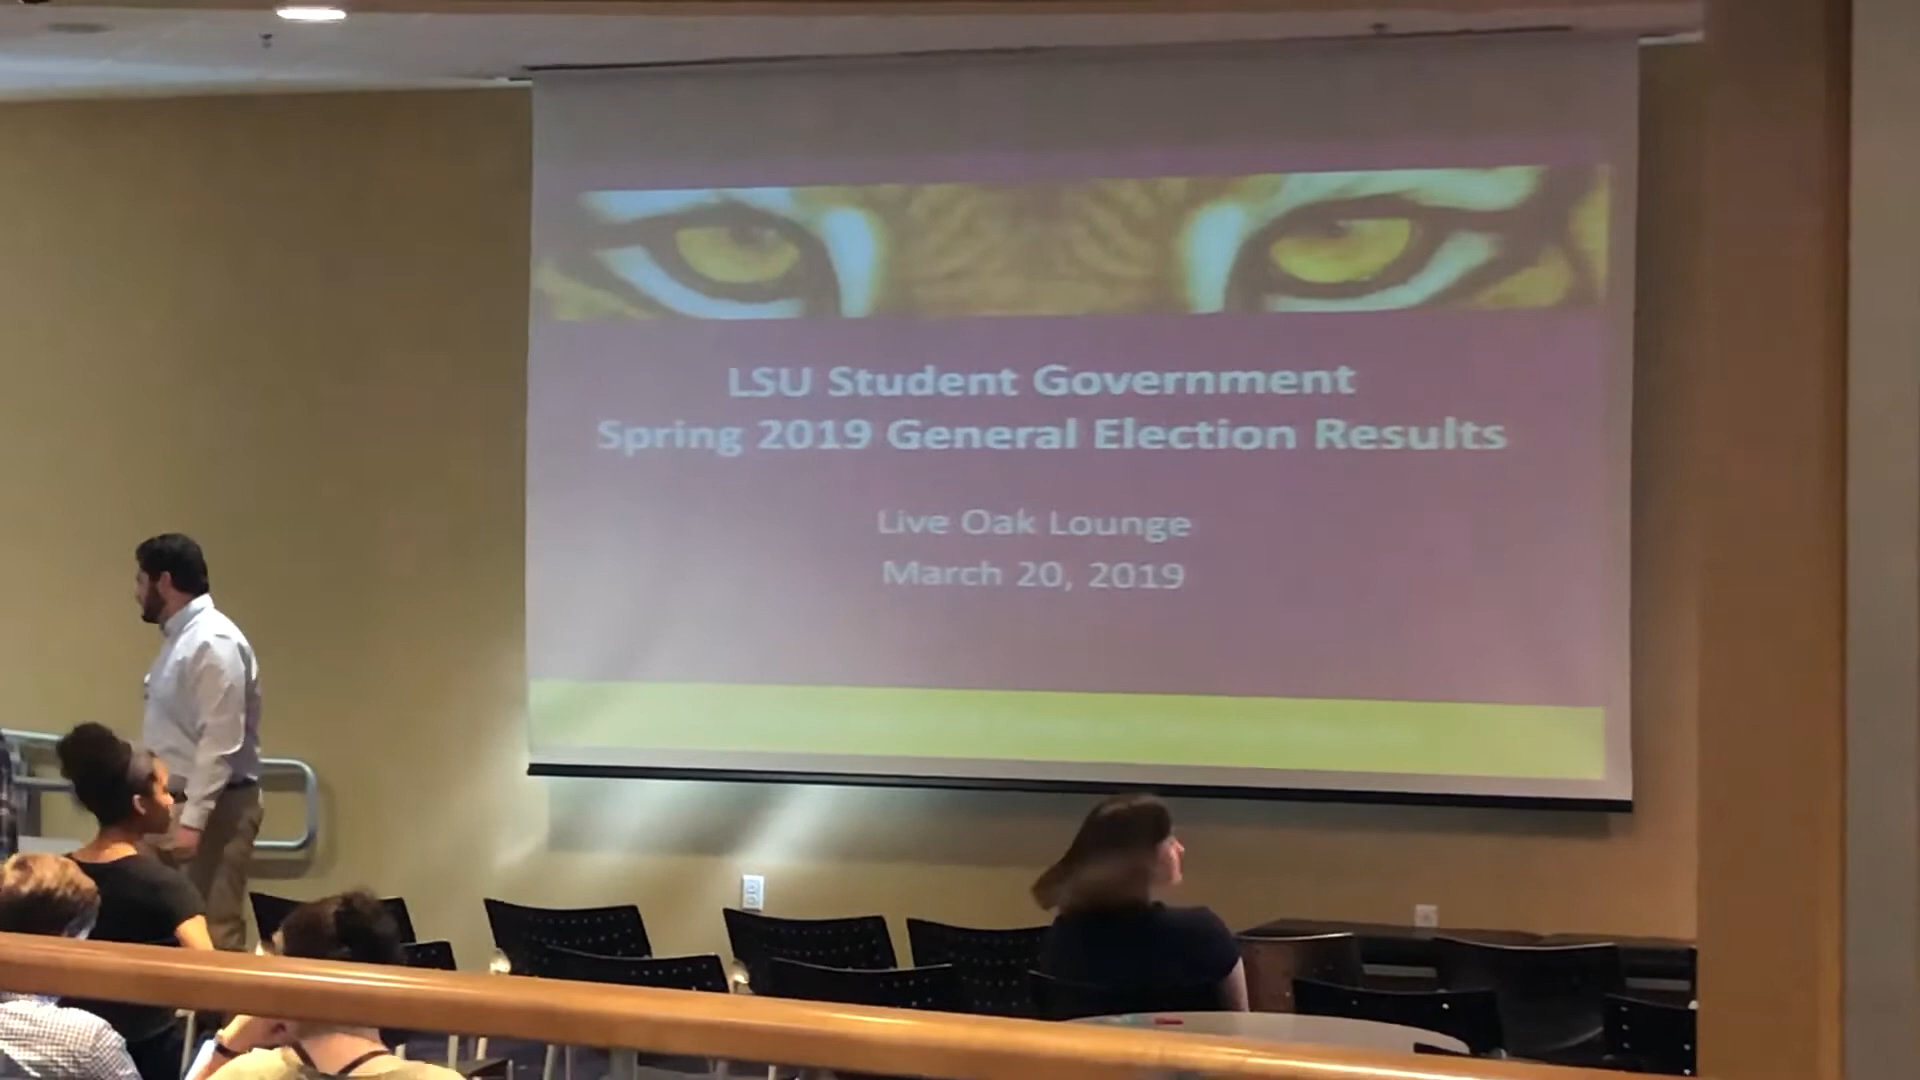 LSU Student Government
Spring 2019 General Election Results
Live Oak Lounge
March 20, 2019